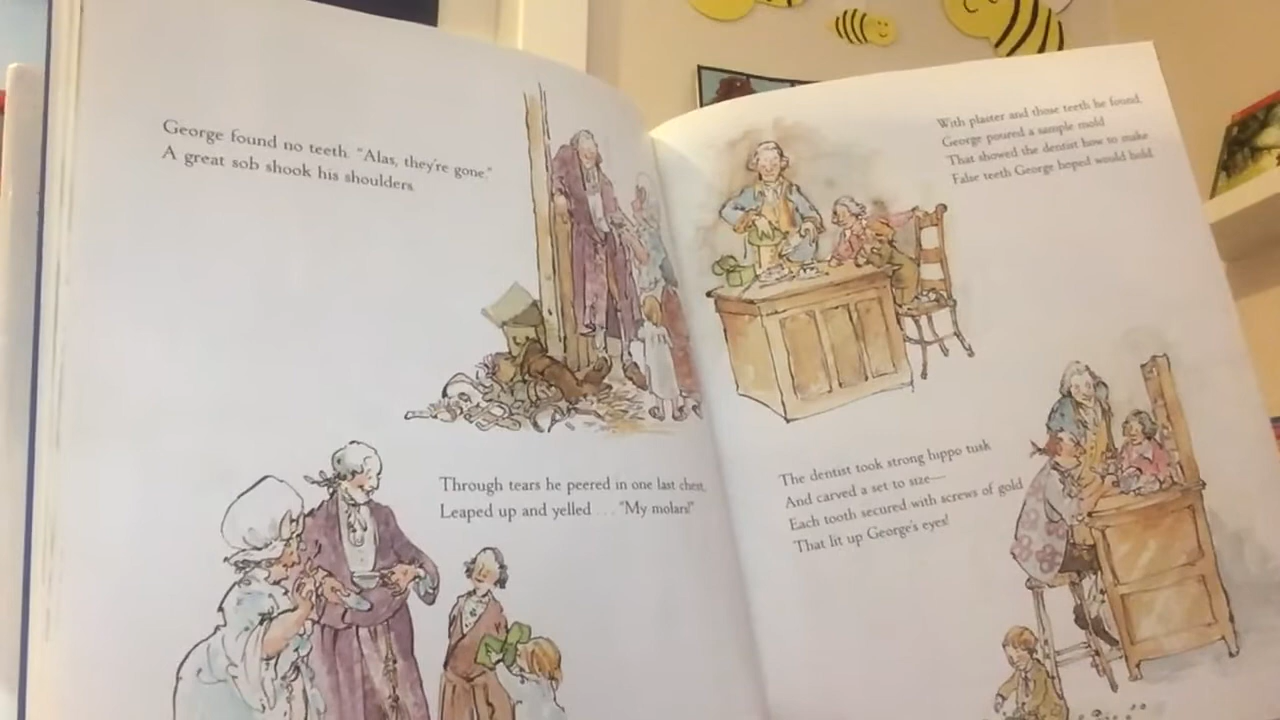 George found no teeth. "Alas, they're gone."
A great sob shook his shoulders.
Through tears he peered in one last chest,
Leaped up and yelled . . . "My molars!"
With plaster and those teeth he found,
George poured a sample mold
That showed the dentist how to make
False teeth George hoped would hold.
The dentist took strong hippo tusk
And carved a set to size—
Each tooth secured with screws of gold
That lit up George's eyes!